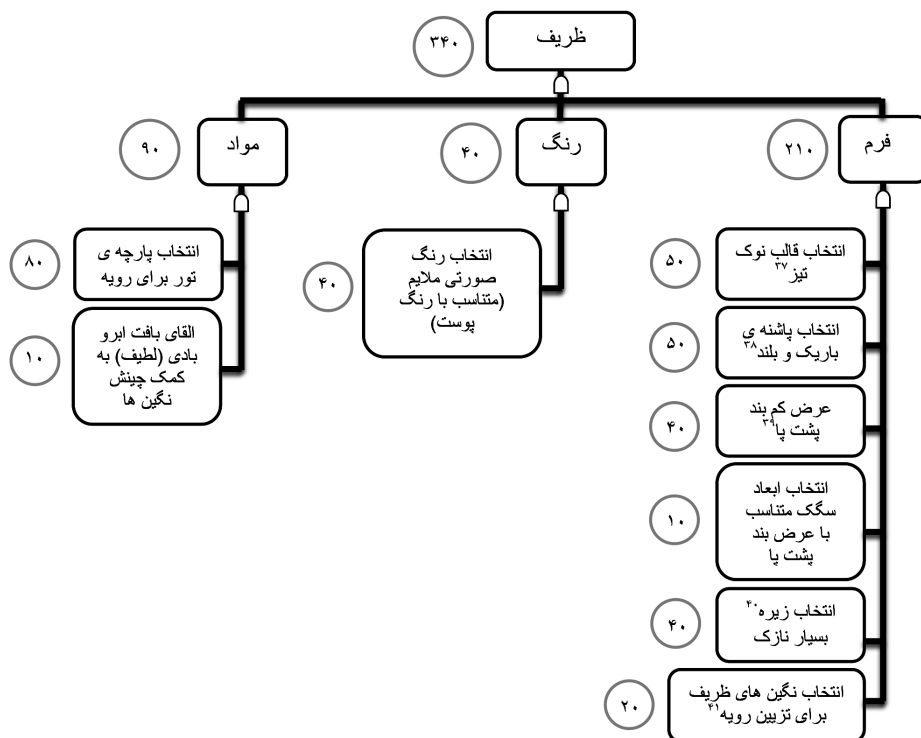 ظریف
۳۴۰
فرم
۲۱۰
رنگ
۴۰
مواد
۹۰
انتخاب قالب نوک
تیز۳۷
۵۰
انتخاب پاشنه ی
باریک و بلند۳۸
۵۰
عرض کم بند
پشت پا۳۹
۴۰
انتخاب ابعاد
سگک متناسب
با عرض بند
پشت پا
۱۰
انتخاب زیره۴۰
بسیار نازک
۴۰
انتخاب نگین های ظریف
برای تزیین رویه۴۱
۲۰
انتخاب رنگ
صورتی ملایم
(متناسب با رنگ
پوست)
۴۰
انتخاب پارچه ی
تور برای رویه
۸۰
القای بافت ابرو
بادی (لطیف) به
کمک چینش
نگین ها
۱۰